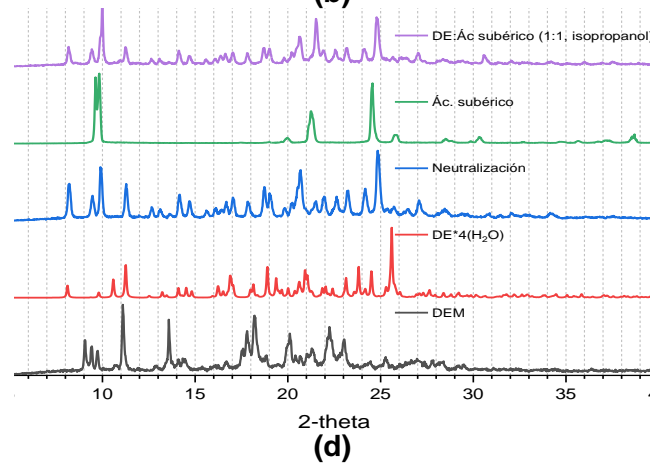 (b)
DE:Ác subérico (1:1, isopropanol)
Ác. subérico
Neutralización
DE*4(H₂O)
DEM
10 15 20 25 30 35
2-theta
(d)